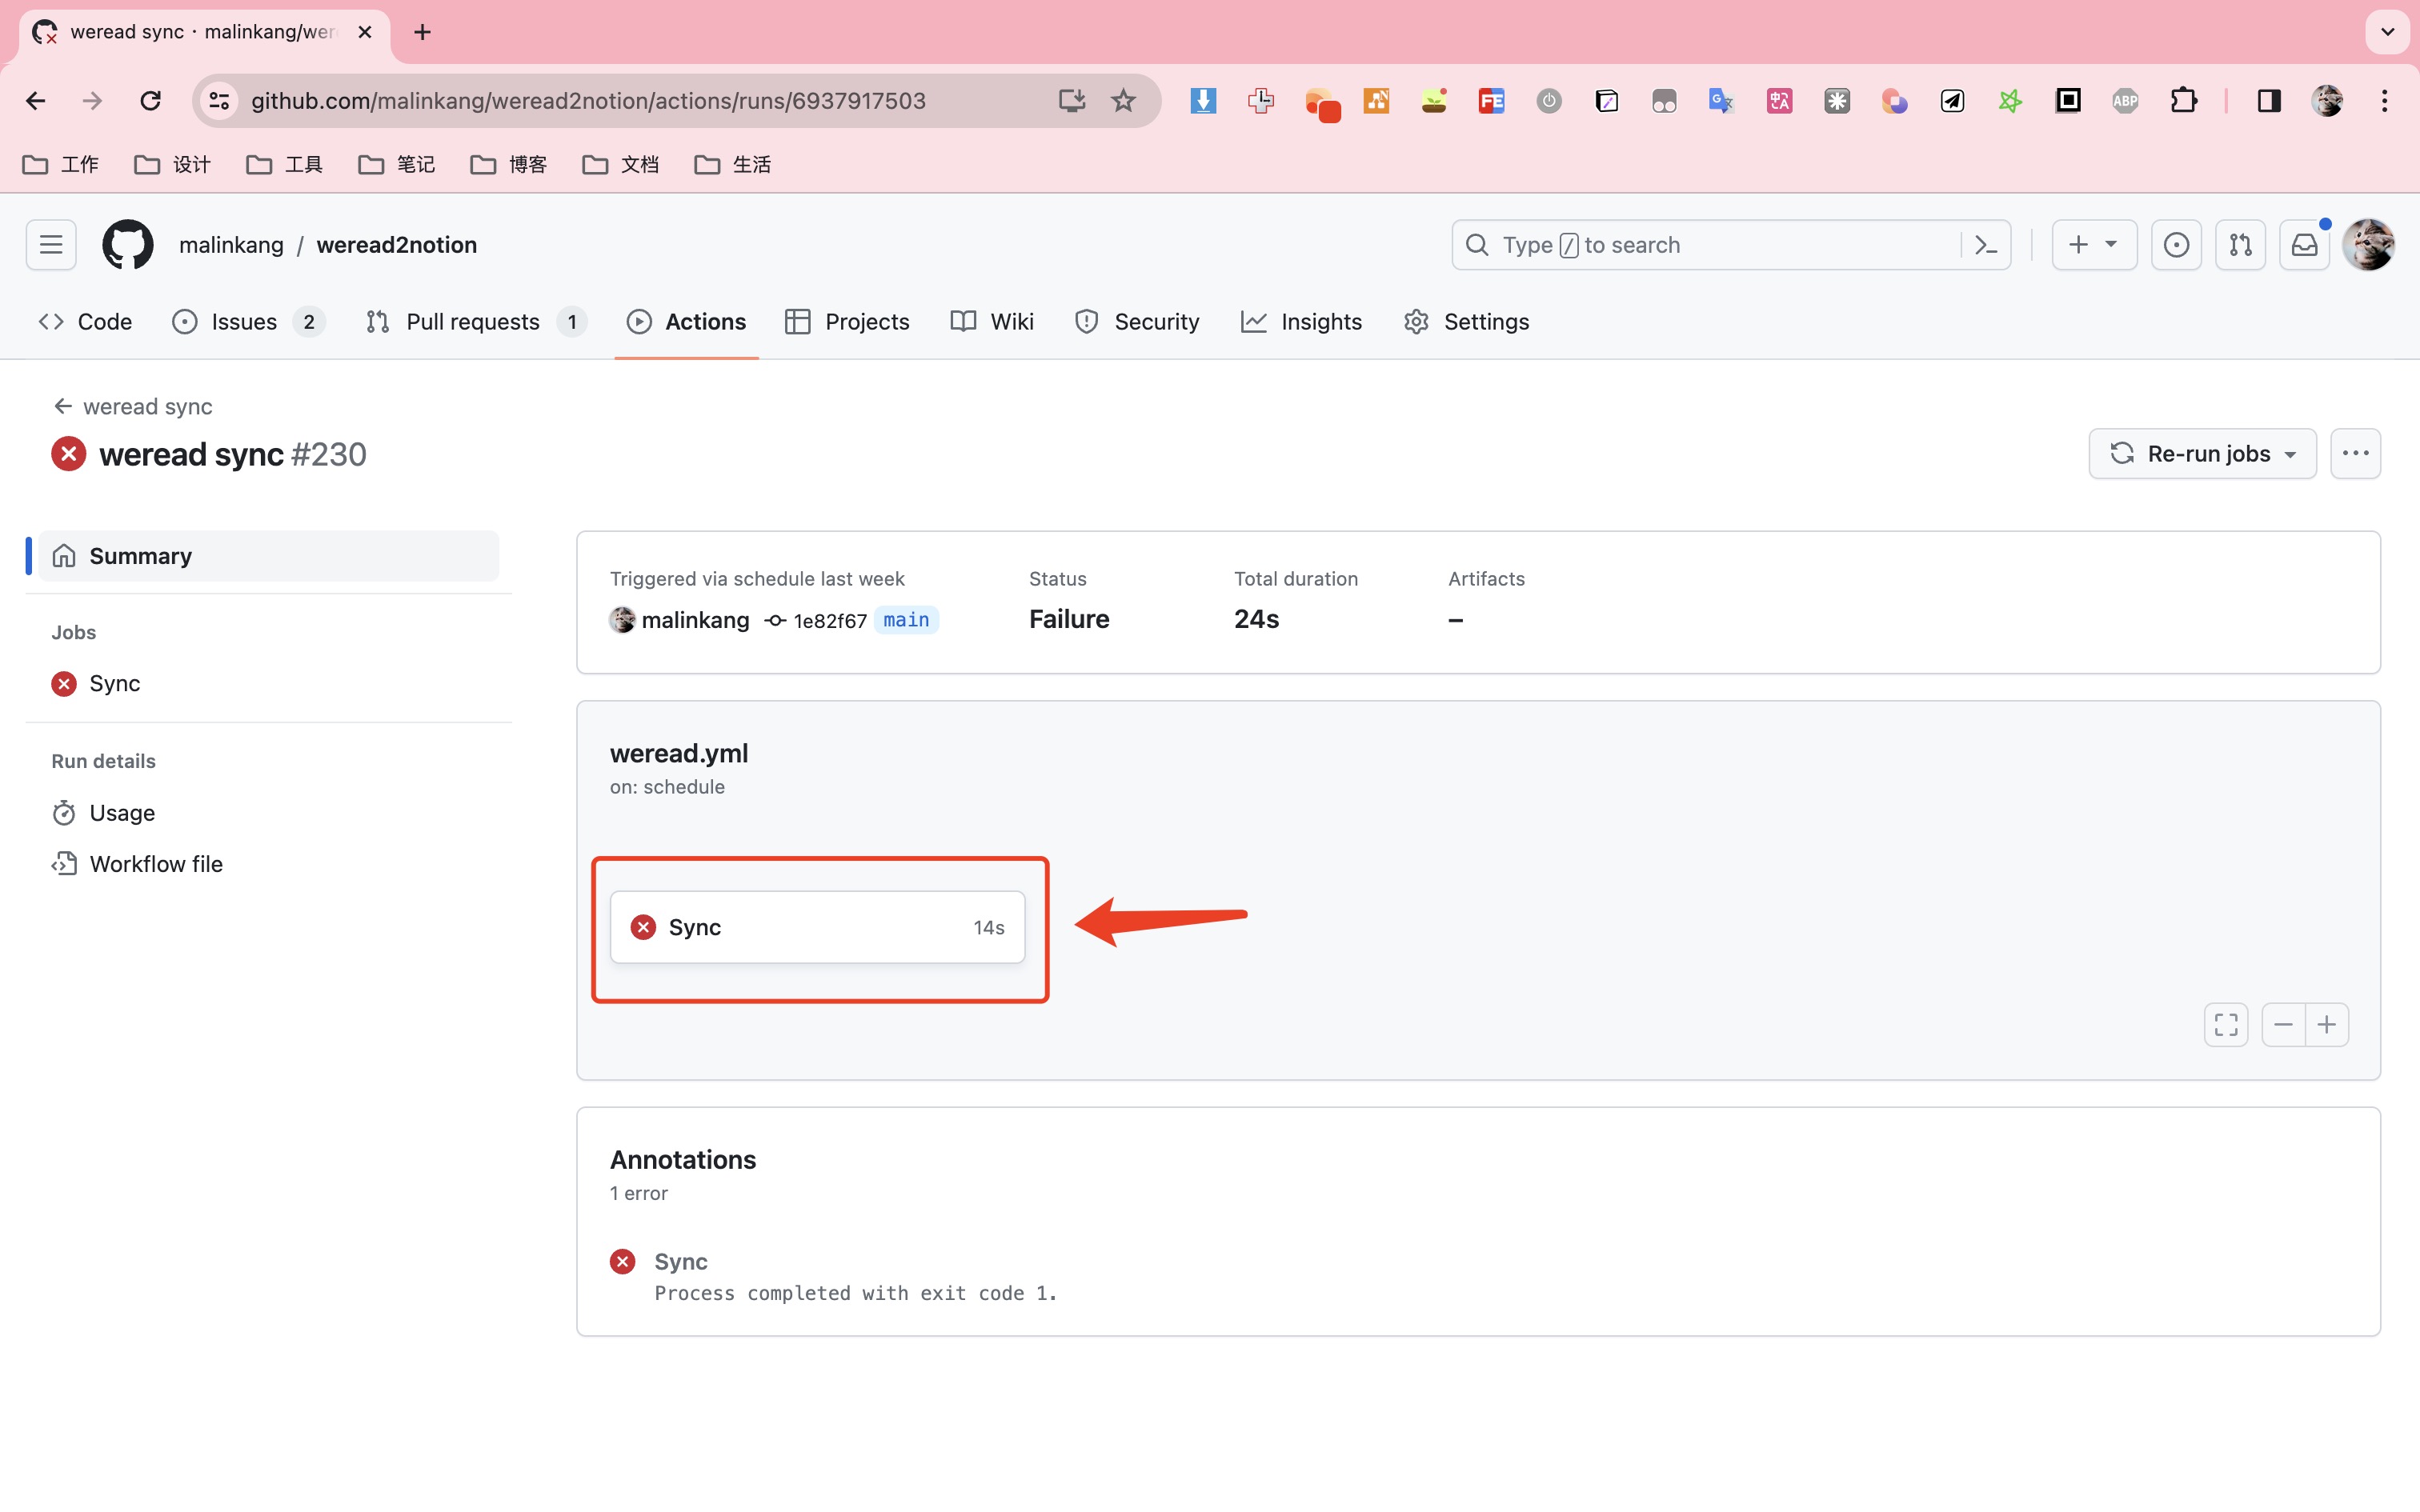 weread sync · malinkang/wer
github.com/malinkang/weread2notion/actions/runs/6937917503
FE
ABP
工作
设计
工具
笔记
博客
文档
生活
malinkang / weread2notion
Type / to search
Code
Issues 2
Pull requests 1
Actions
Projects
Wiki
Security
Insights
Settings
weread sync
weread sync #230
Re-run jobs
Summary
Jobs
Sync
Run details
Usage
Workflow file
Triggered via schedule last week
malinkang 1e82f67 main
Status
Failure
Total duration
24s
Artifacts
–
weread.yml
on: schedule
Sync 14s
Annotations
1 error
Sync
Process completed with exit code 1.